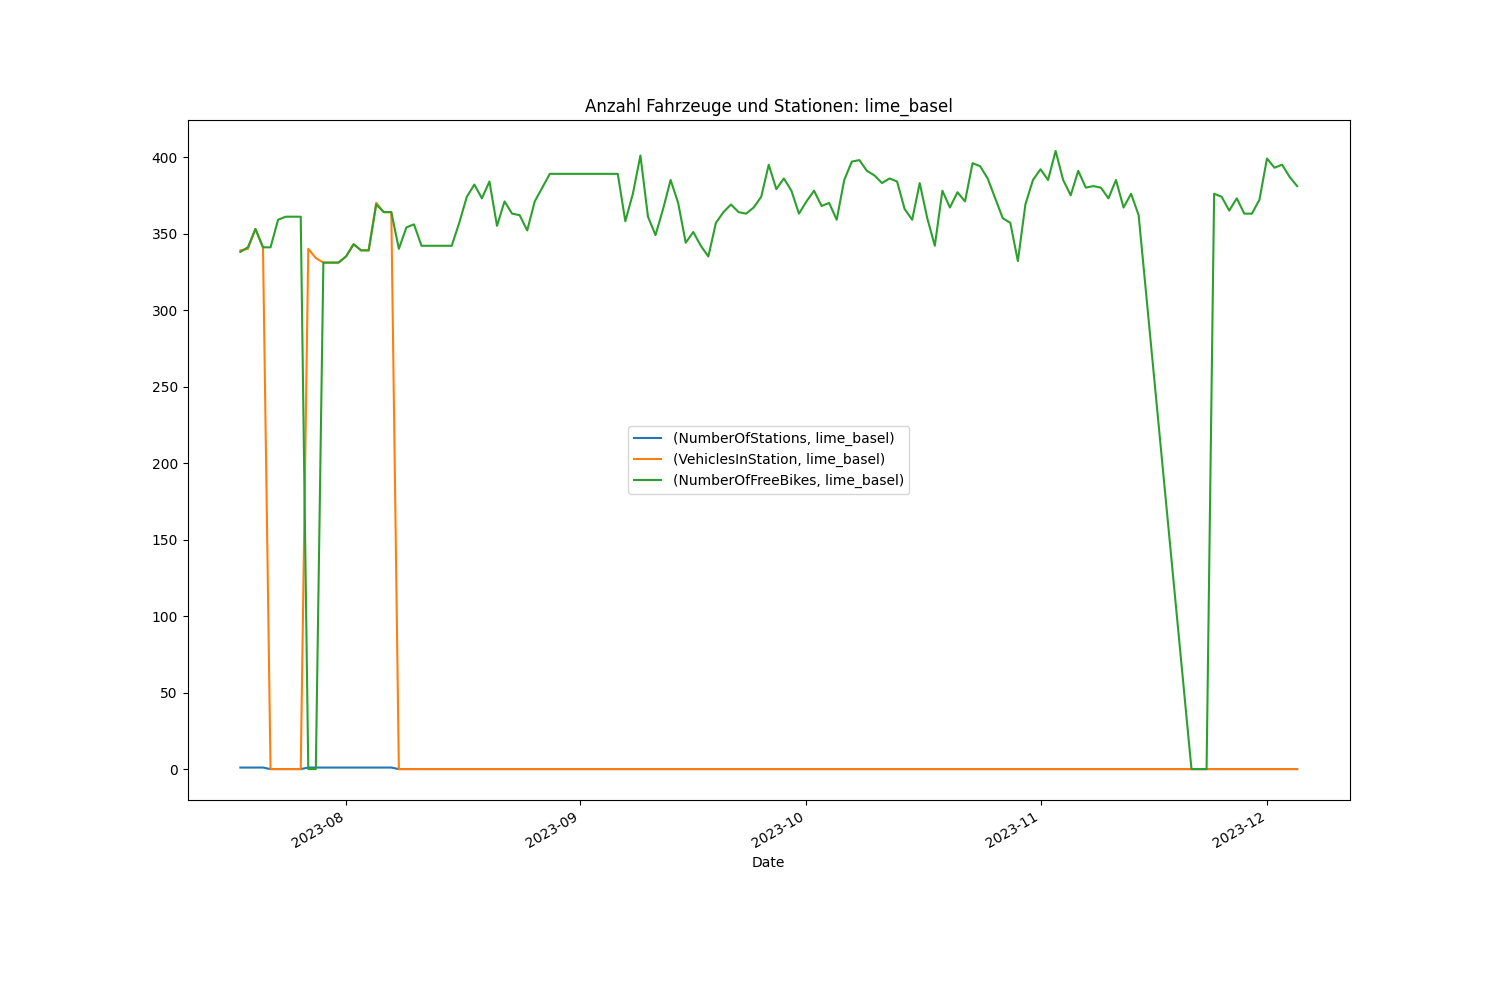 Anzahl Fahrzeuge und Stationen: lime_basel
400
350
300
250
200
150
100
50
0
(NumberOfStations, lime_basel)
(VehiclesInStation, lime_basel)
(NumberOfFreeBikes, lime_basel)
2023-08
2023-09
2023-10
2023-11
2023-12
Date